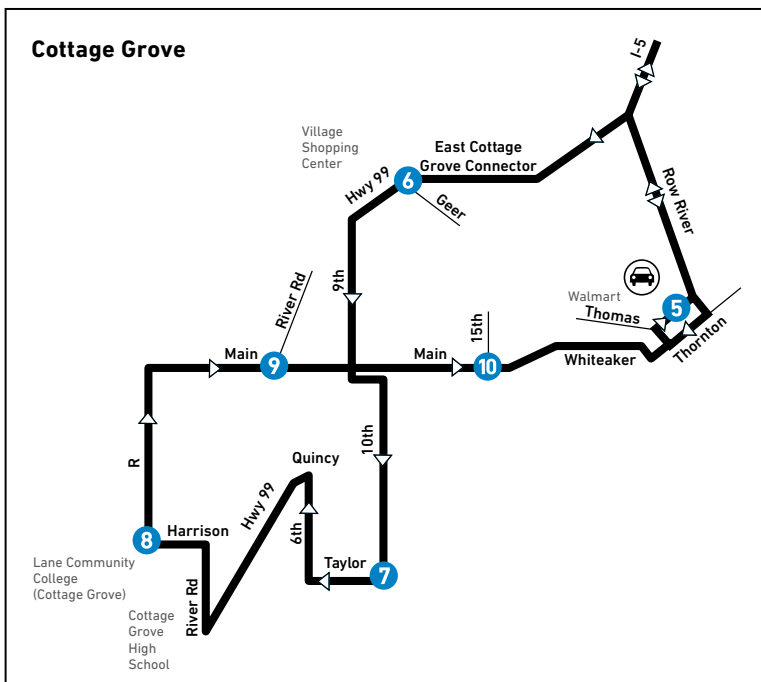 Cottage Grove
I-5
Village
Shopping
Center
East Cottage
Grove Connector
Hwy 99
6
Geer
Row River
9th
River Rd
Walmart
5
Thomas
Thornton
15th
Main
9
Main
10
Whiteaker
10th
Quincy
R
Hwy 99
6th
8
Harrison
Taylor
7
Lane Community
College
(Cottage Grove)
River Rd
Cottage
Grove
High
School